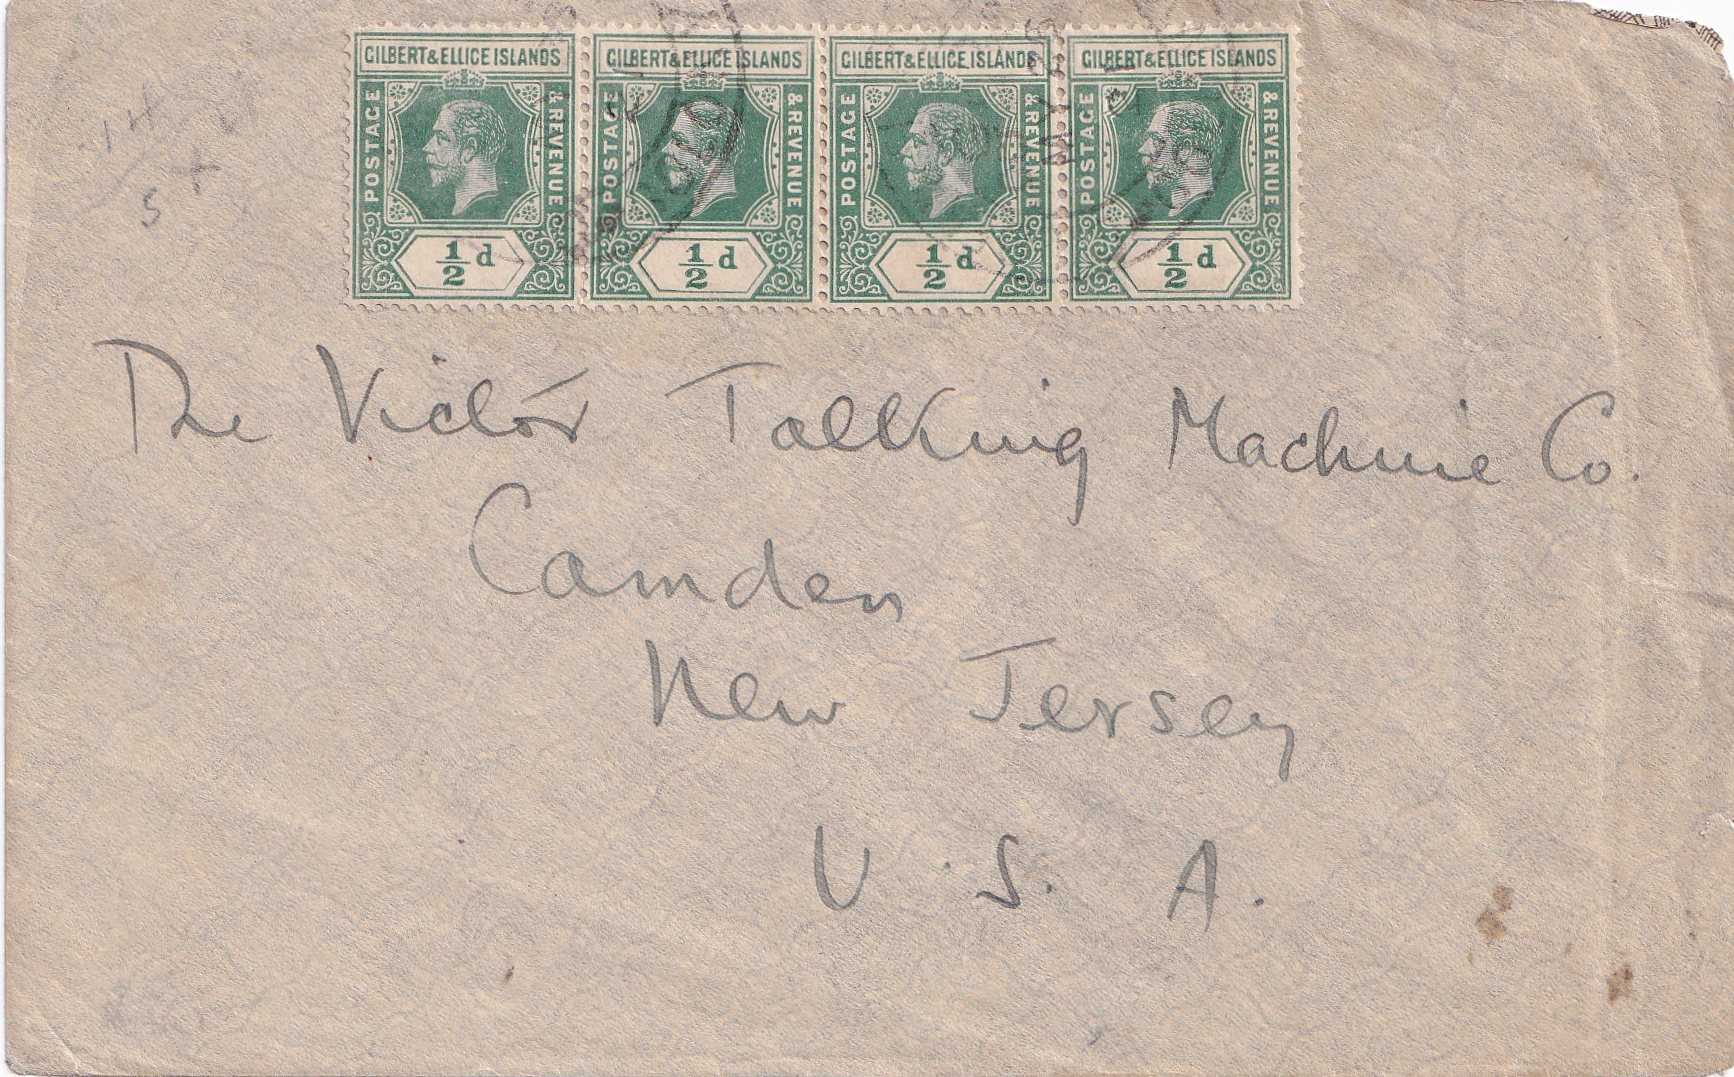 GILBERT & ELLICE ISLANDS GILBERT & ELLICE ISLANDS GILBERT & ELLICE ISLANDS GILBERT & ELLICE ISLANDS
POSTAGE & REVENUE POSTAGE & REVENUE POSTAGE & REVENUE POSTAGE & REVENUE
½d ½d ½d ½d
The Victor Talking Machine Co.
Camden
New Jersey
U.S.A.